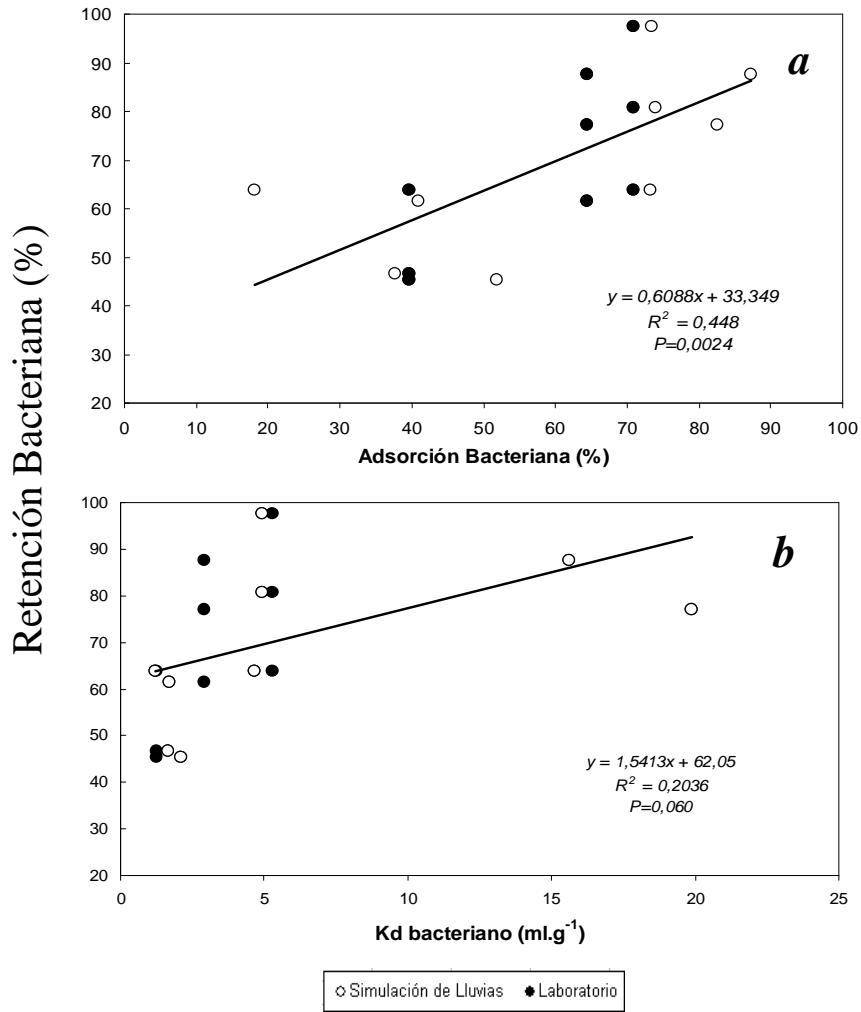 Retención Bacteriana (%)
100
90
80
70
60
50
40
30
20
0 10 20 30 40 50 60 70 80 90 100
a
y = 0,6088x + 33,349
R² = 0,448
P=0,0024
Adsorción Bacteriana (%)
100
90
80
70
60
50
40
30
20
0 5 10 15 20 25
b
y = 1,5413x + 62,05
R² = 0,2036
P=0,060
Kd bacteriano (ml.g⁻¹)
Simulación de Lluvias Laboratorio